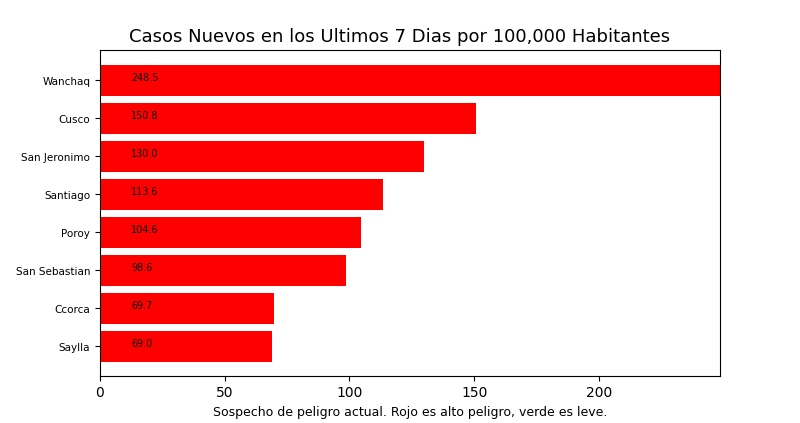 Casos Nuevos en los Ultimos 7 Dias por 100,000 Habitantes
Wanchaq 248.5
Cusco 150.8
San Jeronimo 130.0
Santiago 113.6
Poroy 104.6
San Sebastian 98.6
Ccorca 69.7
Saylla 69.0
0 50 100 150 200
Sospecho de peligro actual. Rojo es alto peligro, verde es leve.